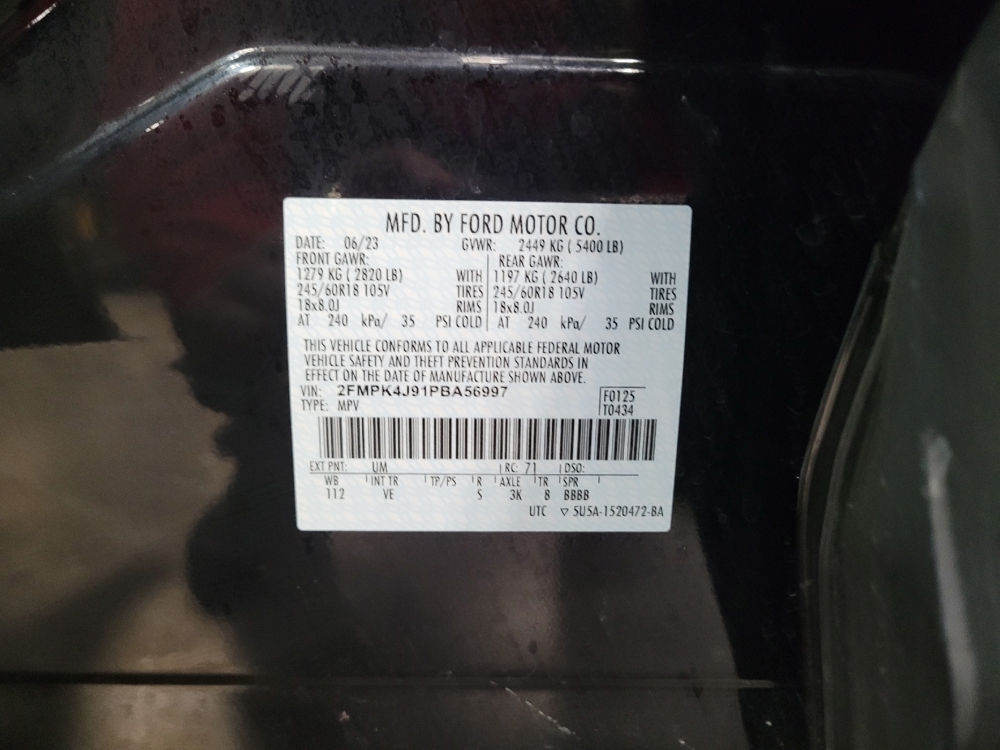 MFD. BY FORD MOTOR CO.
DATE: 06/23 GVWR: 2449 KG ( 5400 LB)
FRONT GAWR: REAR GAWR:
1279 KG ( 2820 LB) WITH 1197 KG ( 2640 LB) WITH
245/60R18 105V TIRES 245/60R18 105V TIRES
18x8.0J RIMS 18x8.0J RIMS
AT 240 kPa/ 35 PSI COLD AT 240 kPa/ 35 PSI COLD
THIS VEHICLE CONFORMS TO ALL APPLICABLE FEDERAL MOTOR
VEHICLE SAFETY AND THEFT PREVENTION STANDARDS IN
EFFECT ON THE DATE OF MANUFACTURE SHOWN ABOVE.
VIN: 2FMPK4J91PBA56997 F0125
TYPE: MPV T0434
EXT PNT: UM RC: 71 DSO:
WB INT TR TP/PS R AXLE TR SPR
112 VE S 3K 8 BBBB
UTC ▽ 5U5A-1520472-BA